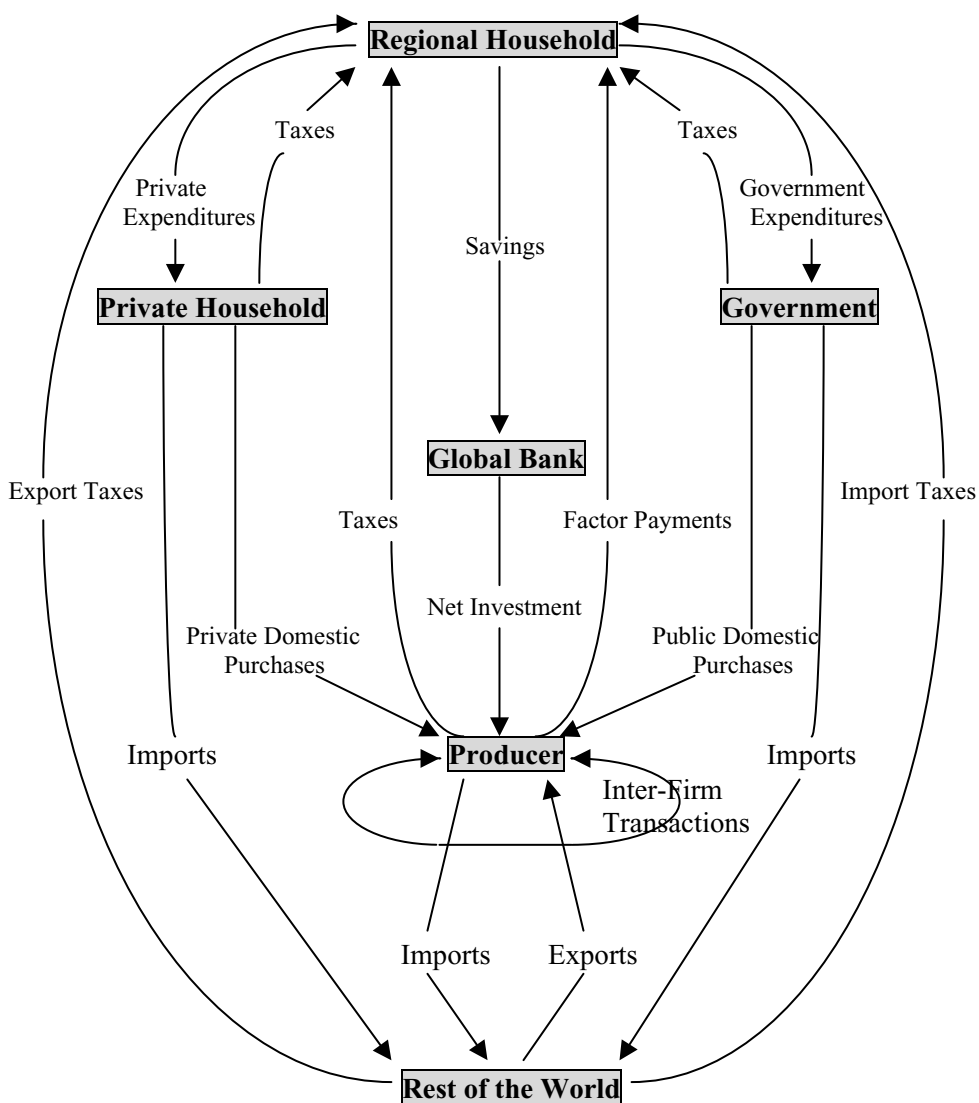 Regional Household
Taxes
Taxes
Private
Expenditures
Government
Expenditures
Savings
Private Household
Government
Global Bank
Export Taxes
Taxes
Factor Payments
Import Taxes
Net Investment
Private Domestic
Purchases
Public Domestic
Purchases
Imports
Producer
Imports
Inter-Firm
Transactions
Imports
Exports
Rest of the World